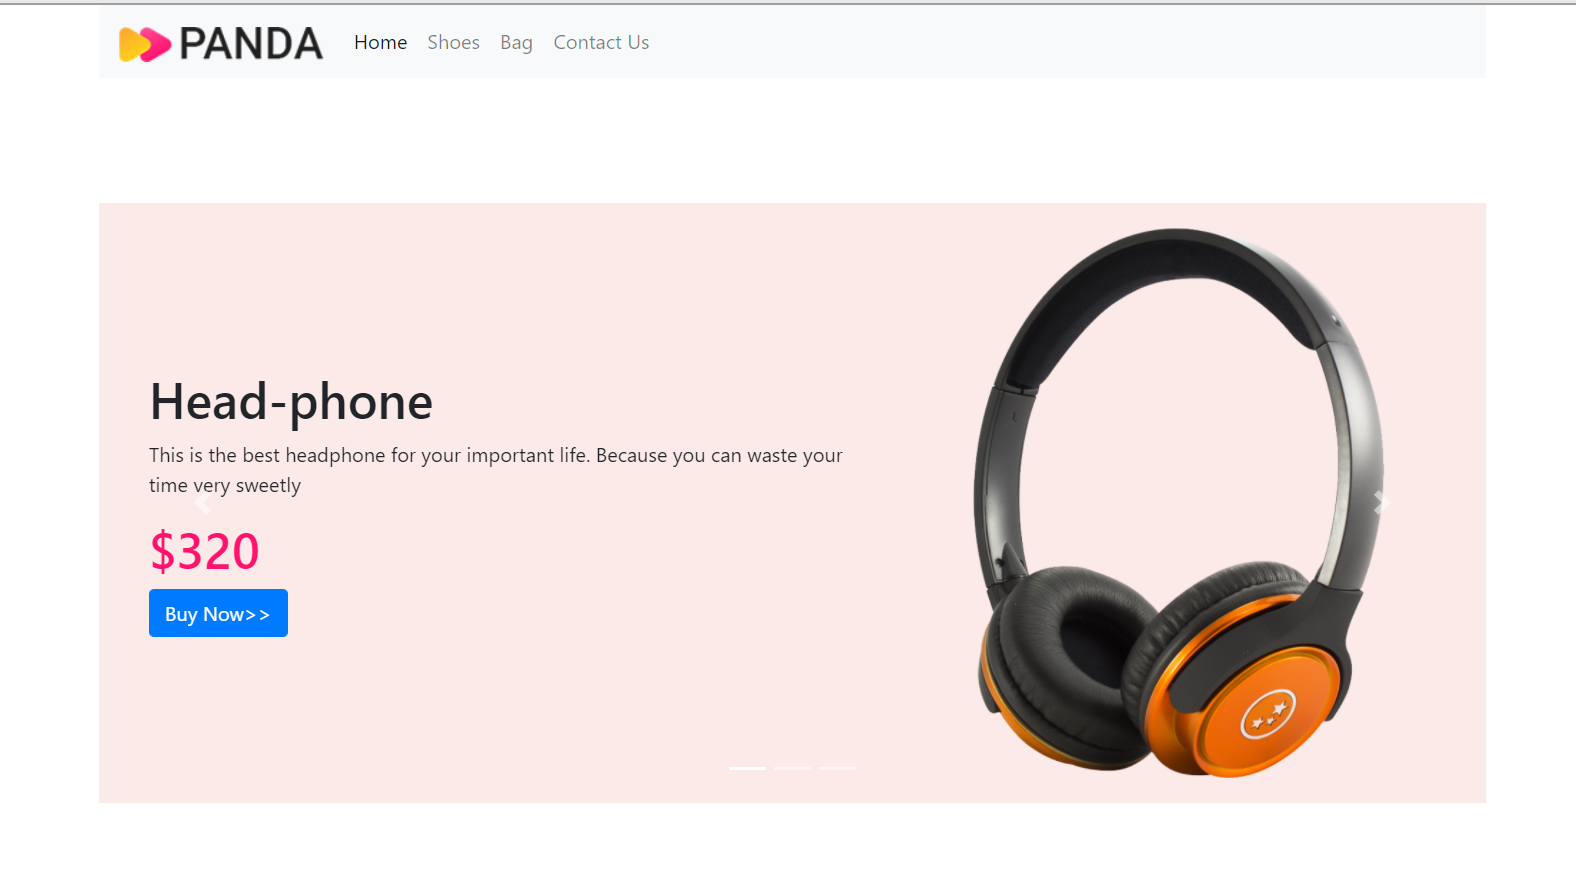 PANDA Home Shoes Bag Contact Us
Head-phone
This is the best headphone for your important life. Because you can waste your
time very sweetly
$320
Buy Now>>
L